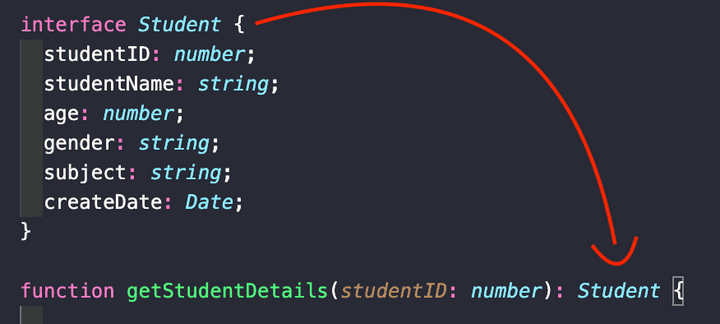 interface Student {
studentID: number;
studentName: string;
age: number;
gender: string;
subject: string;
createDate: Date;
}
function getStudentDetails(studentID: number): Student {